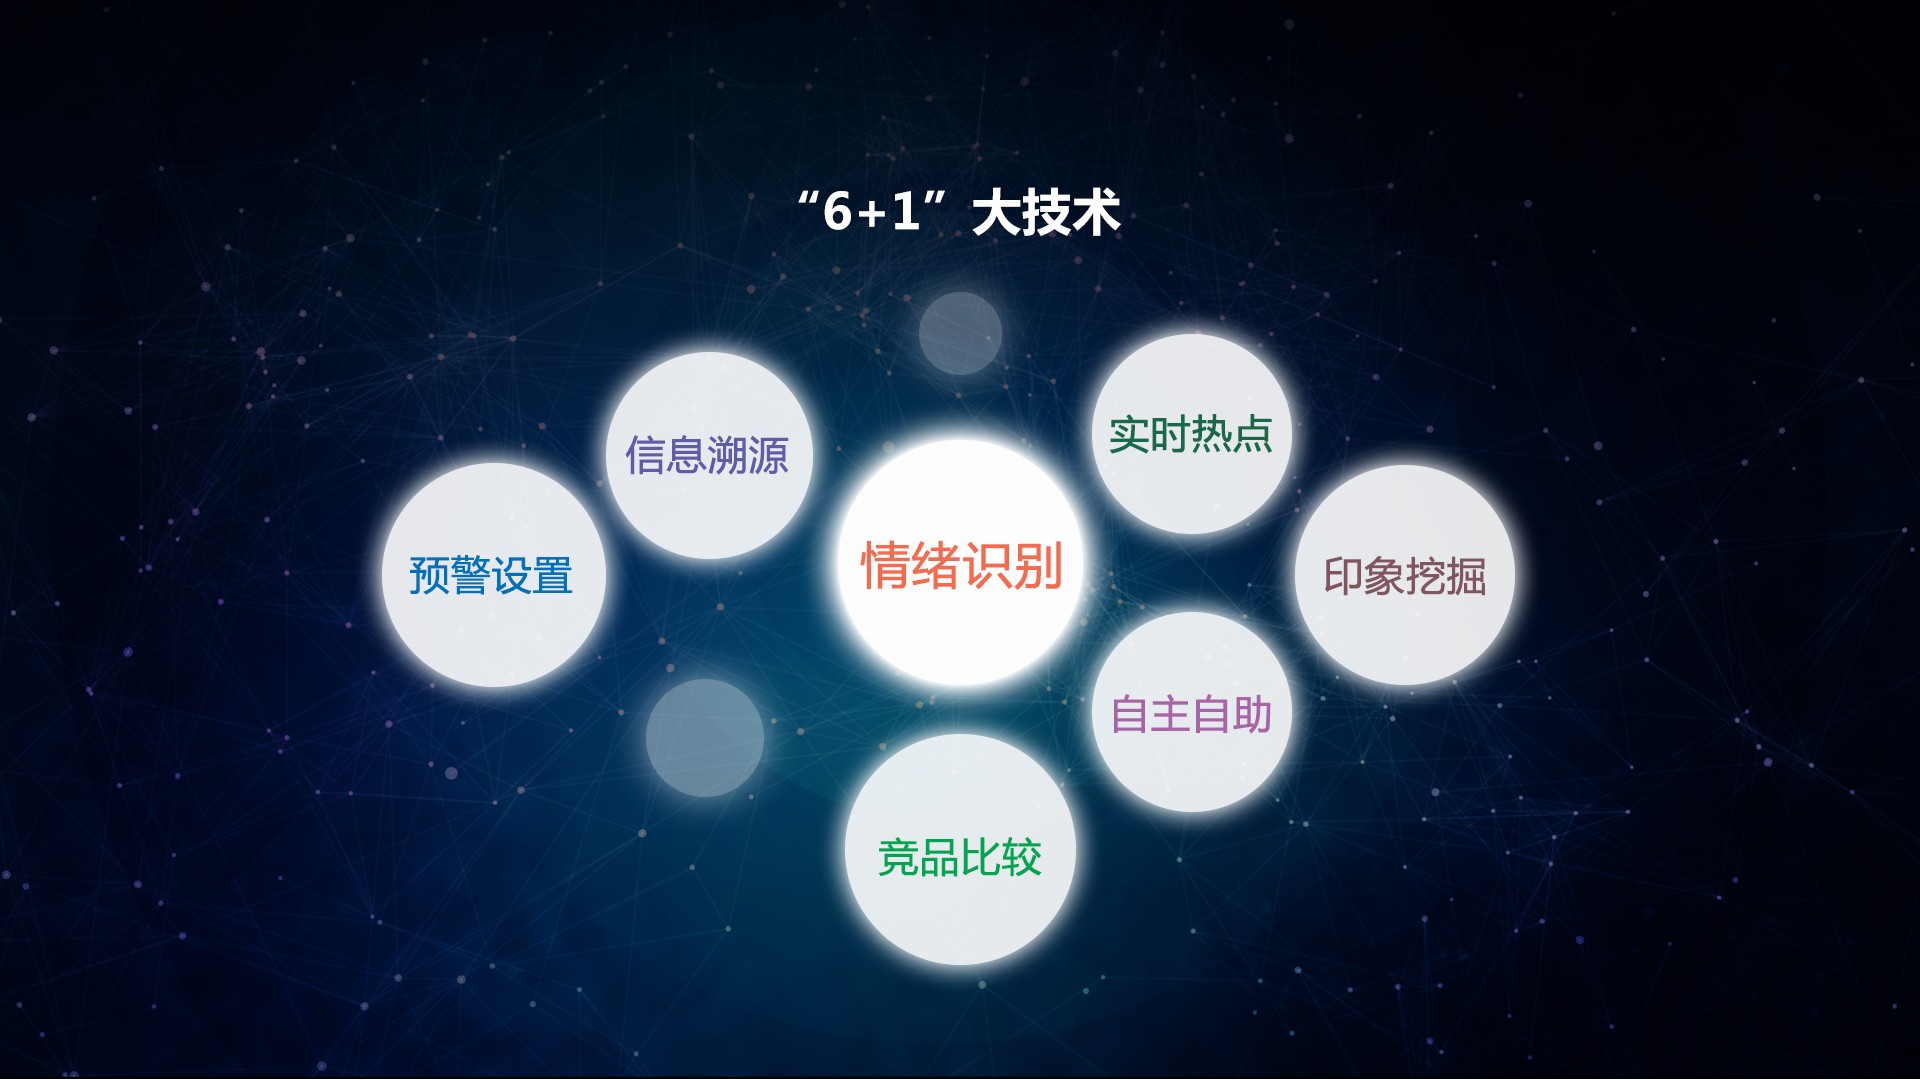 “6+1”大技术
实时热点
信息溯源
情绪识别
预警设置
印象挖掘
自主自助
竞品比较